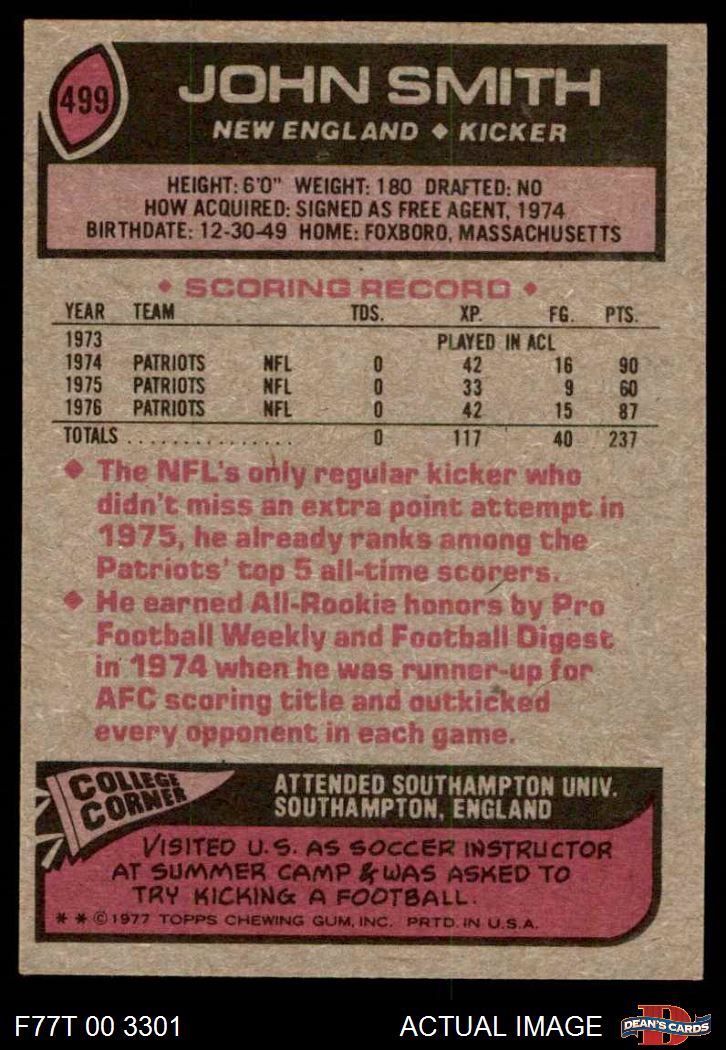 499
JOHN SMITH
NEW ENGLAND ♦ KICKER
HEIGHT: 6'0" WEIGHT: 180 DRAFTED: NO
HOW ACQUIRED: SIGNED AS FREE AGENT, 1974
BIRTHDATE: 12-30-49 HOME: FOXBORO, MASSACHUSETTS
♦ SCORING RECORD ♦
YEAR TEAM TDS. XP. FG. PTS.
1973 PLAYED IN ACL
1974 PATRIOTS NFL 0 42 16 90
1975 PATRIOTS NFL 0 33 9 60
1976 PATRIOTS NFL 0 42 15 87
TOTALS . . . . . . . . . . . . . . . 0 117 40 237
♦ The NFL's only regular kicker who
didn't miss an extra point attempt in
1975, he already ranks among the
Patriots' top 5 all-time scorers.
♦ He earned All-Rookie honors by Pro
Football Weekly and Football Digest
in 1974 when he was runner-up for
AFC scoring title and outkicked
every opponent in each game.
COLLEGE
CORNER
ATTENDED SOUTHAMPTON UNIV.
SOUTHAMPTON, ENGLAND
VISITED U.S. AS SOCCER INSTRUCTOR
AT SUMMER CAMP & WAS ASKED TO
TRY KICKING A FOOTBALL.
* * © 1977 TOPPS CHEWING GUM, INC. PRTD. IN U.S.A.
F77T 00 3301
ACTUAL IMAGE
D
DEAN'S CARDS